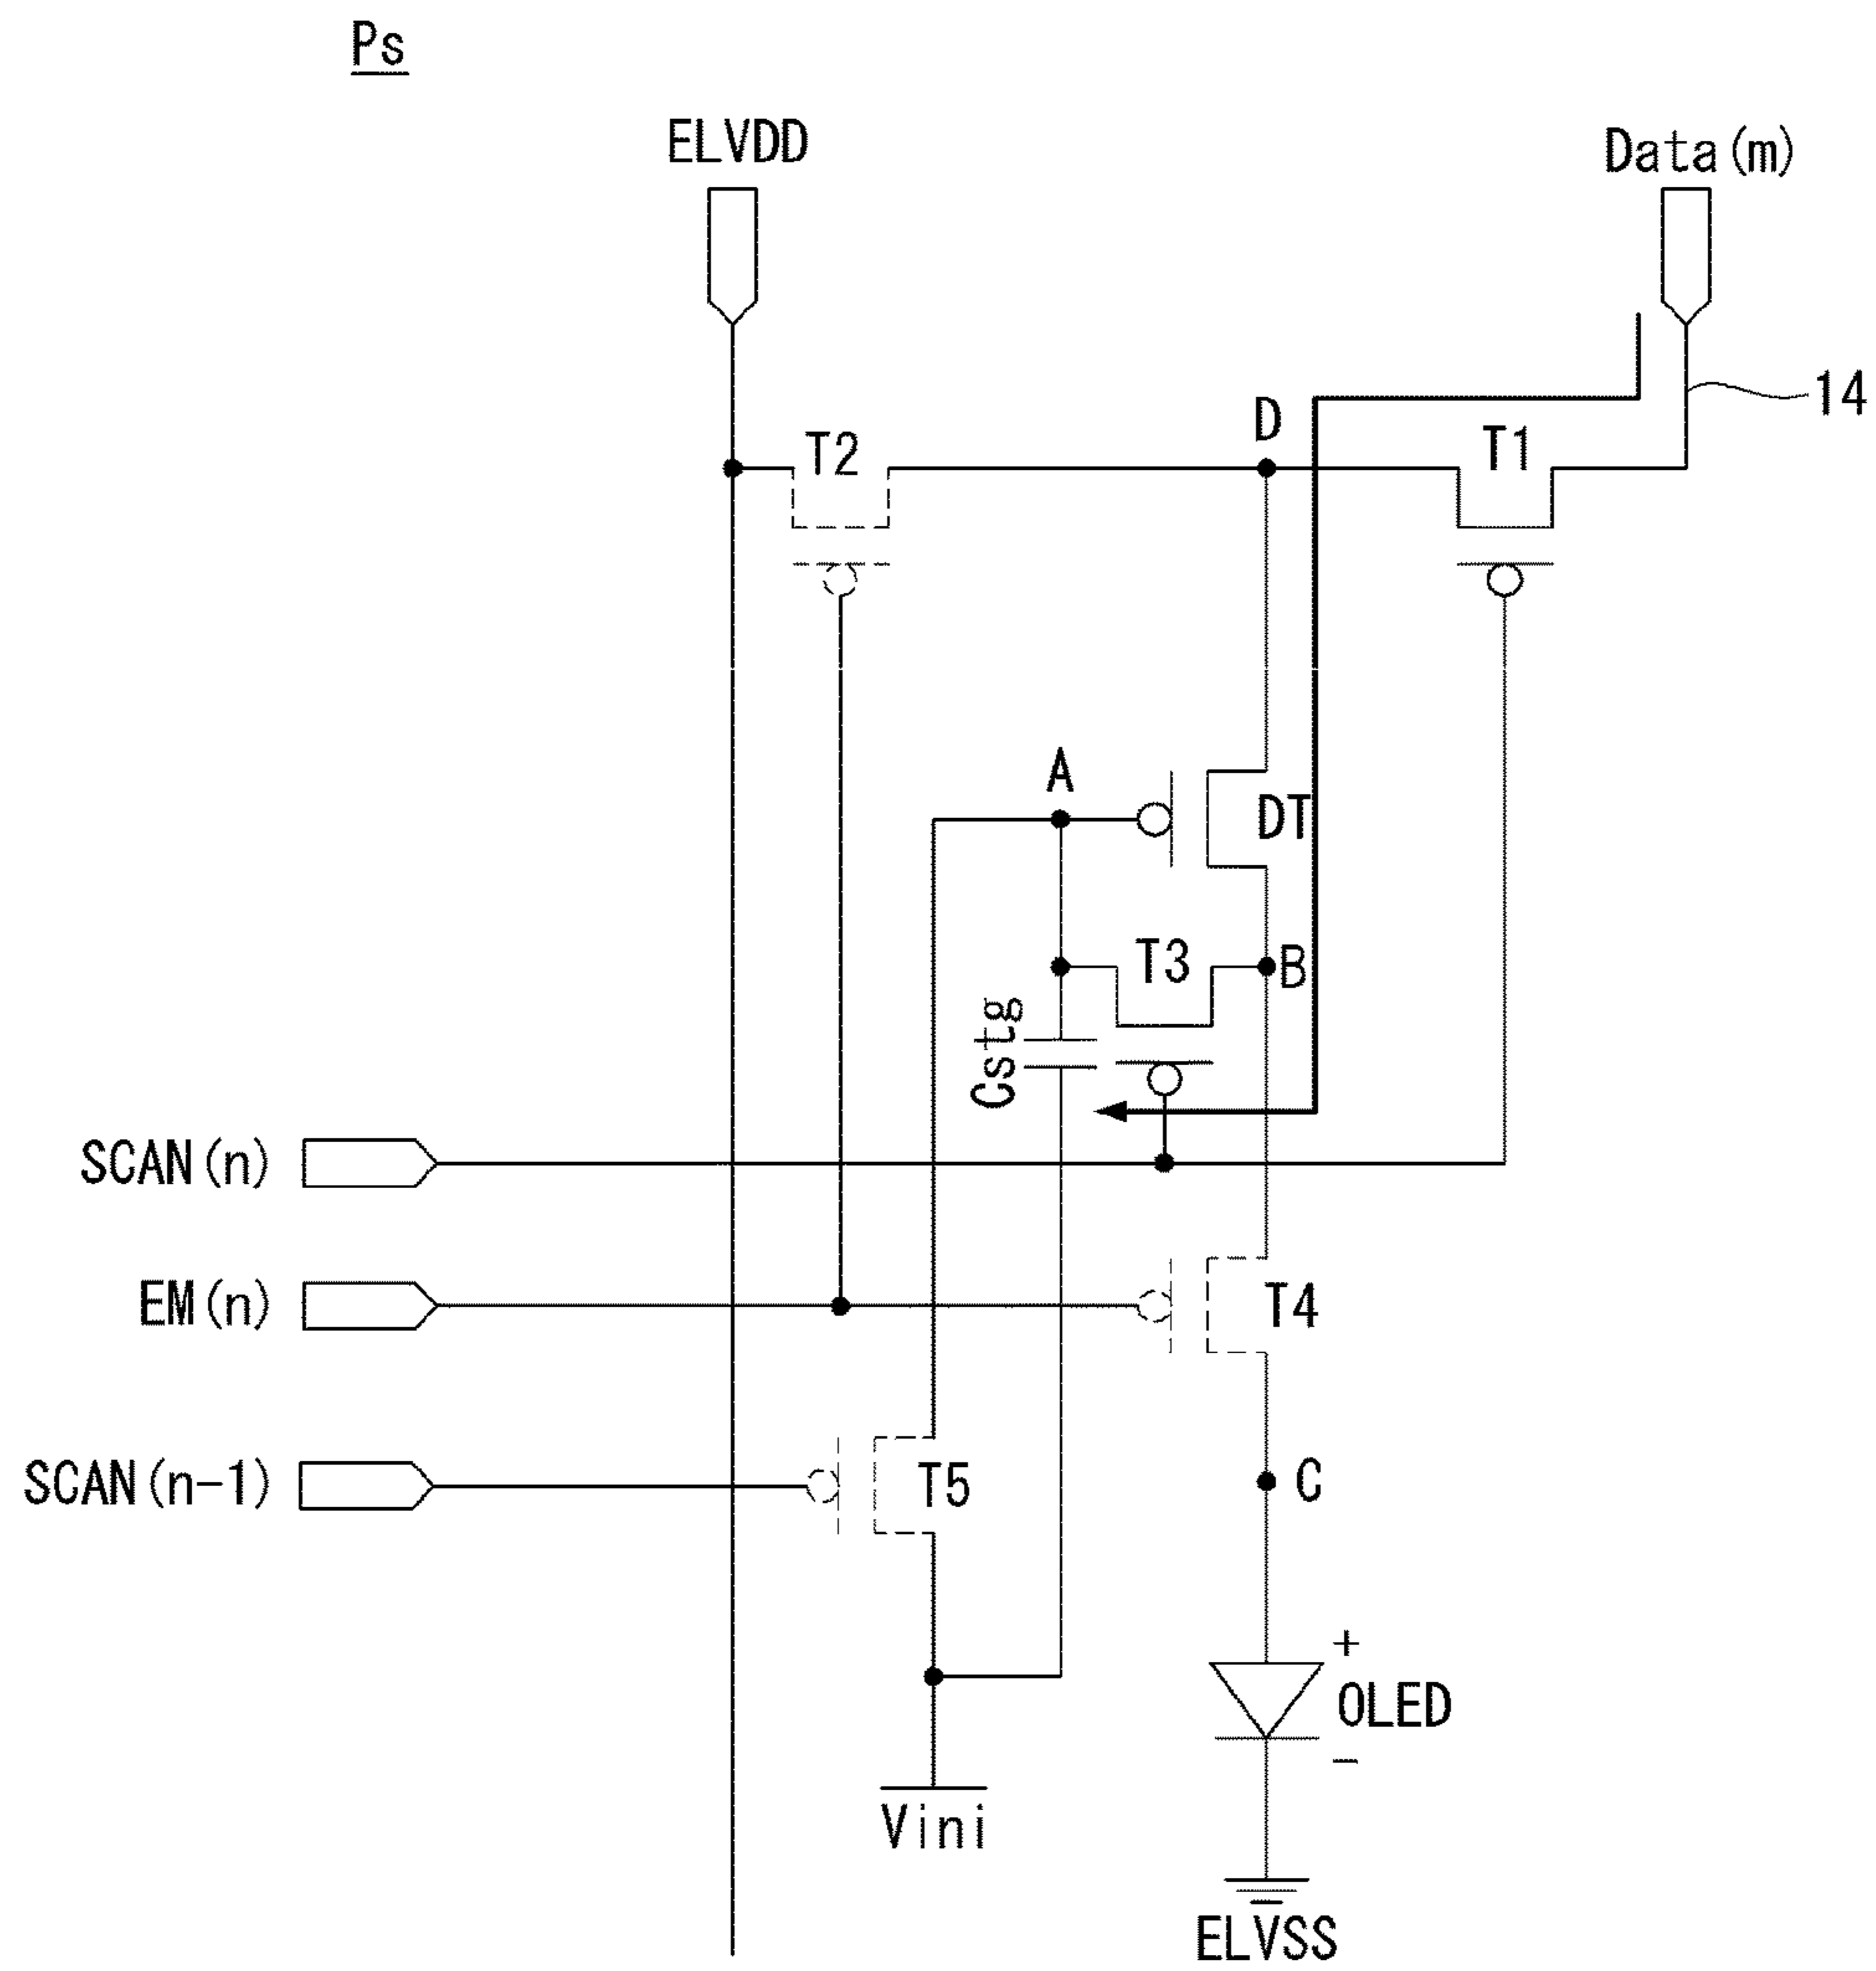 Ps
ELVDD
Data(m)
14
D
T2
T1
A
DT
T3
B
Cstg
SCAN(n)
EM(n)
T4
SCAN(n-1)
T5
C
+
OLED
−
Vini
ELVSS